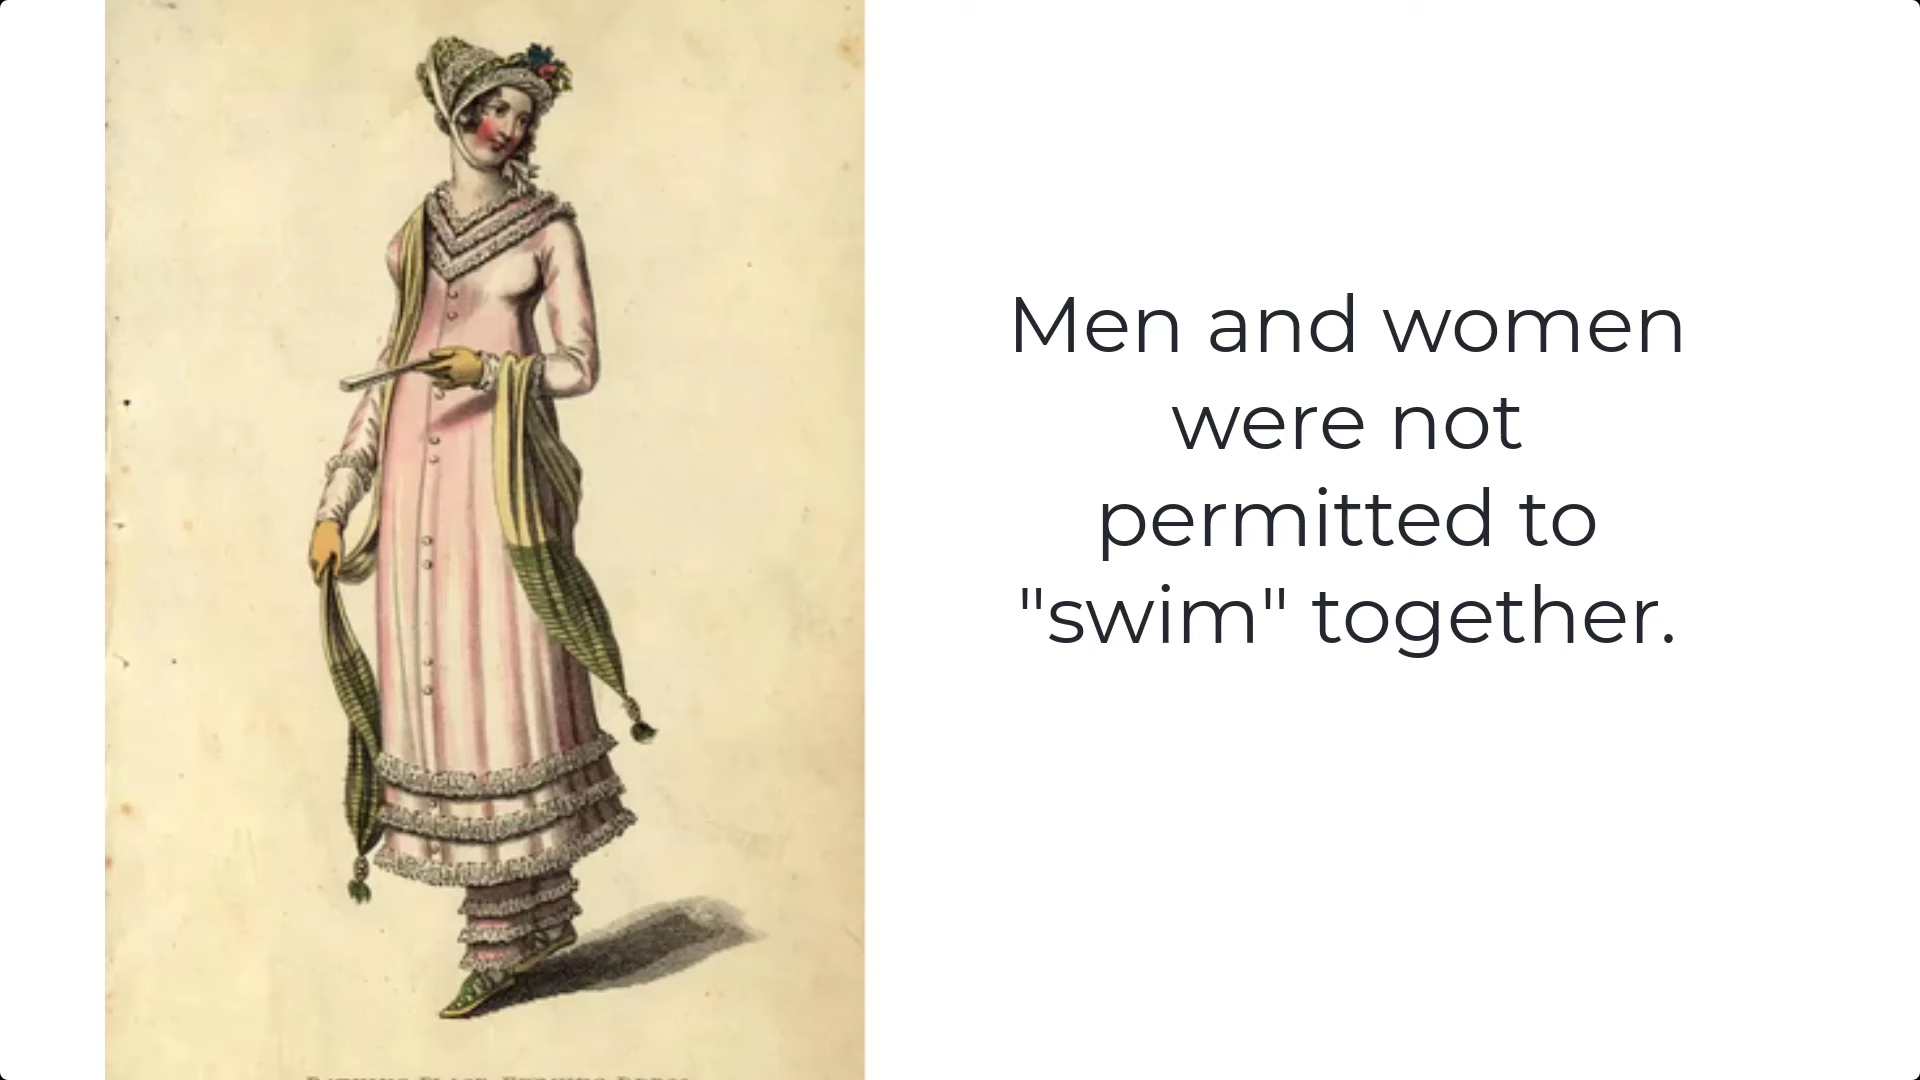 Men and women
were not
permitted to
"swim" together.